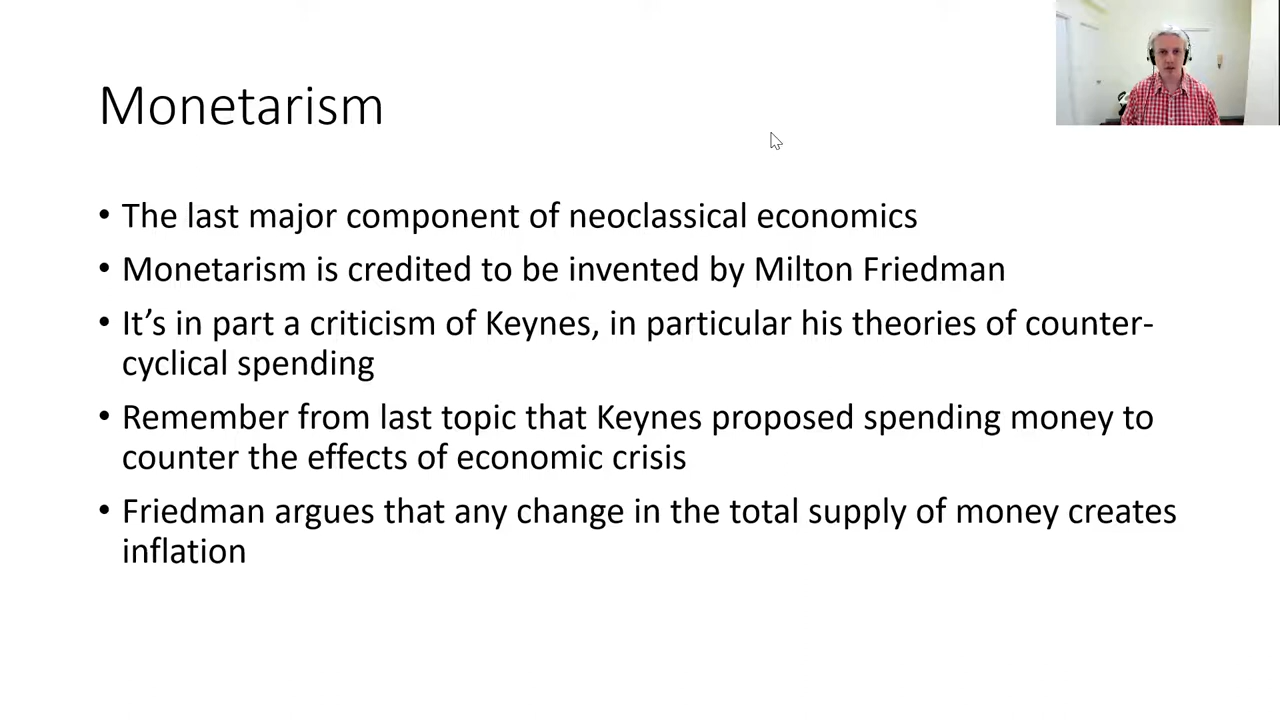 Monetarism
• The last major component of neoclassical economics
• Monetarism is credited to be invented by Milton Friedman
• It’s in part a criticism of Keynes, in particular his theories of counter-
cyclical spending
• Remember from last topic that Keynes proposed spending money to
counter the effects of economic crisis
• Friedman argues that any change in the total supply of money creates
inflation